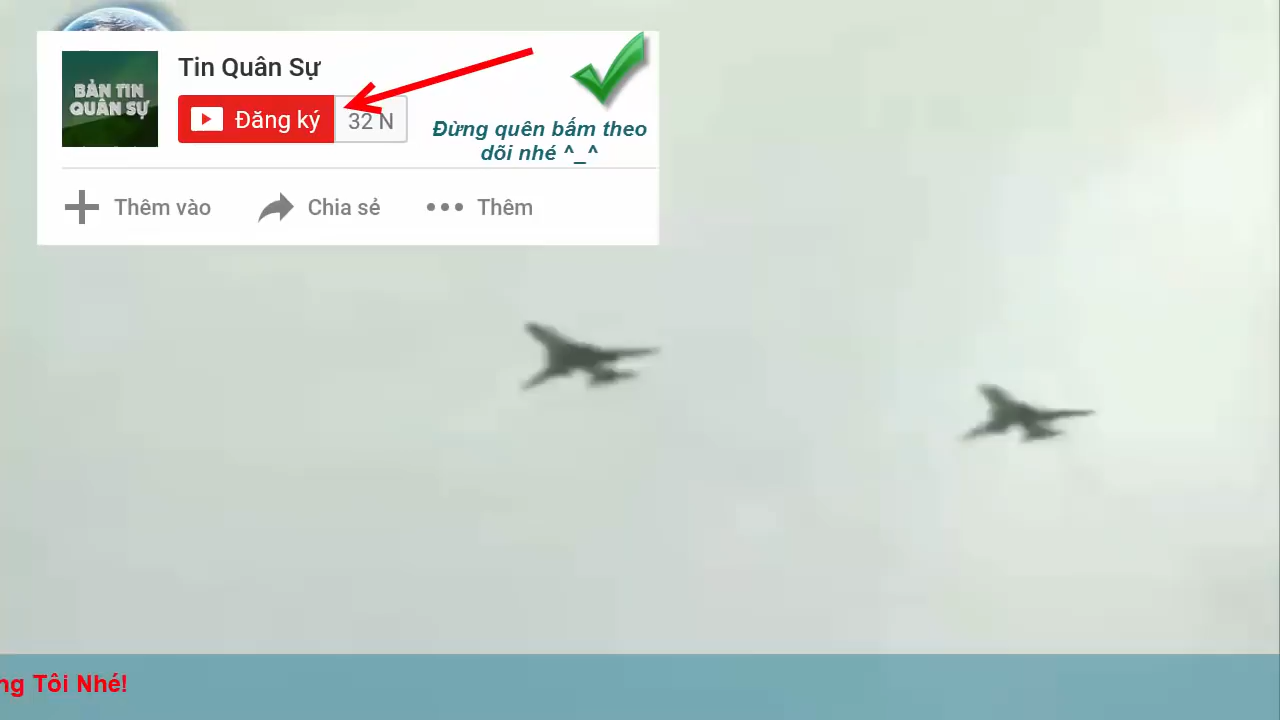 Tin Quân Sự
BẢN TIN
QUÂN SỰ
Đăng ký
32 N
Đừng quên bấm theo
dõi nhé ^_^
Thêm vào
Chia sẻ
Thêm
Tôi Nhé!